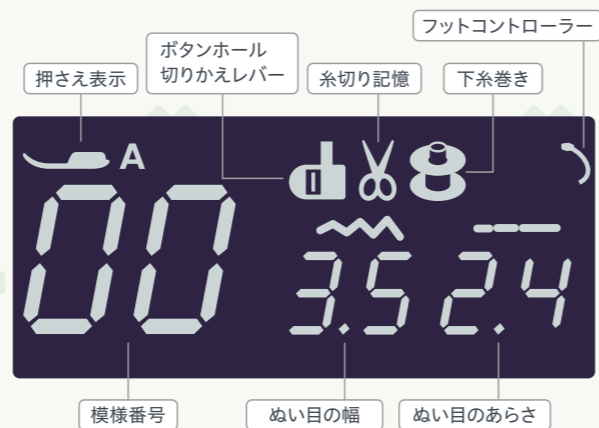 フットコントローラー
ボタンホール
切りかえレバー
押さえ表示
糸切り記憶
下糸巻き
A
00
3.5
2.4
模様番号
ぬい目の幅
ぬい目のあらさ